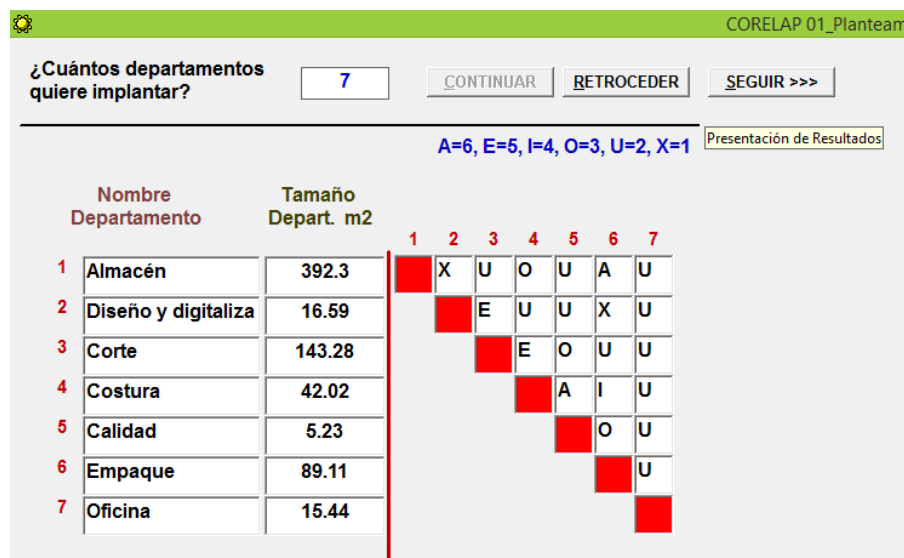 CORELAP 01_Planteam
¿Cuántos departamentos
quiere implantar?
7
CONTINUAR
RETROCEDER
SEGUIR >>>
A=6, E=5, I=4, O=3, U=2, X=1
Presentación de Resultados
Nombre
Departamento
Tamaño
Depart. m2
1 2 3 4 5 6 7
1 Almacén 392.3 X U O U A U
2 Diseño y digitaliza 16.59 E U U X U
3 Corte 143.28 E O U U
4 Costura 42.02 A I U
5 Calidad 5.23 O U
6 Empaque 89.11 U
7 Oficina 15.44